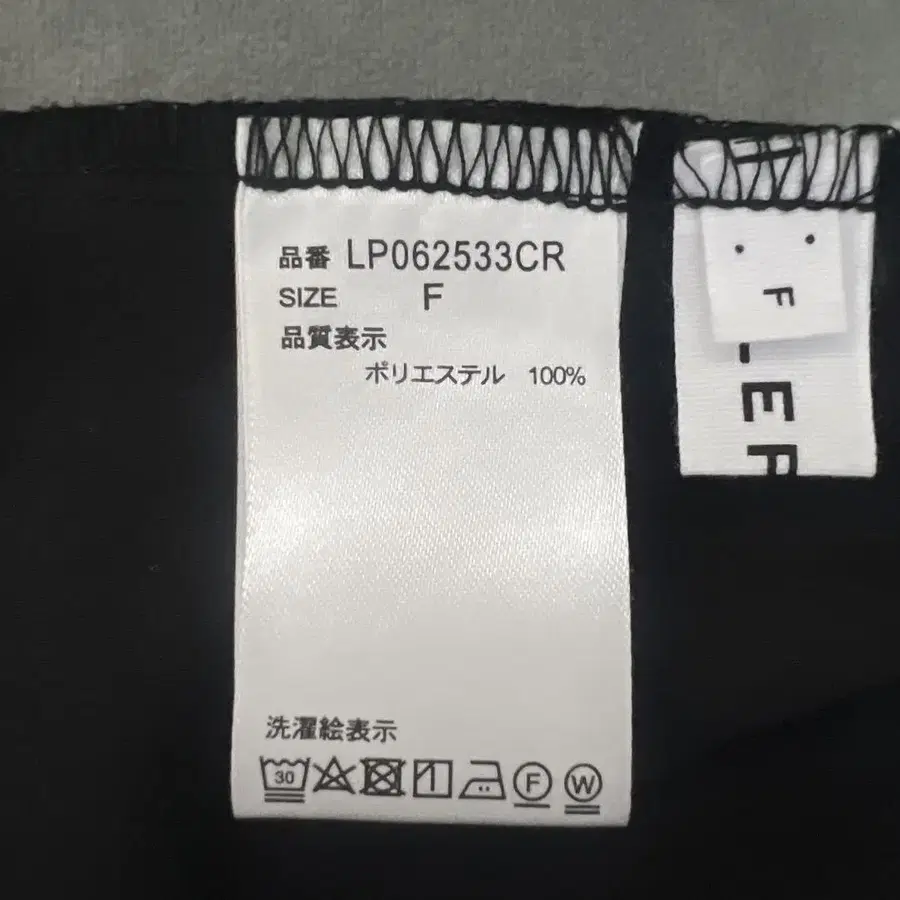 品番 LP062533CR
SIZE F
品質表示
ポリエステル 100%
洗濯絵表示
30
F
W
F